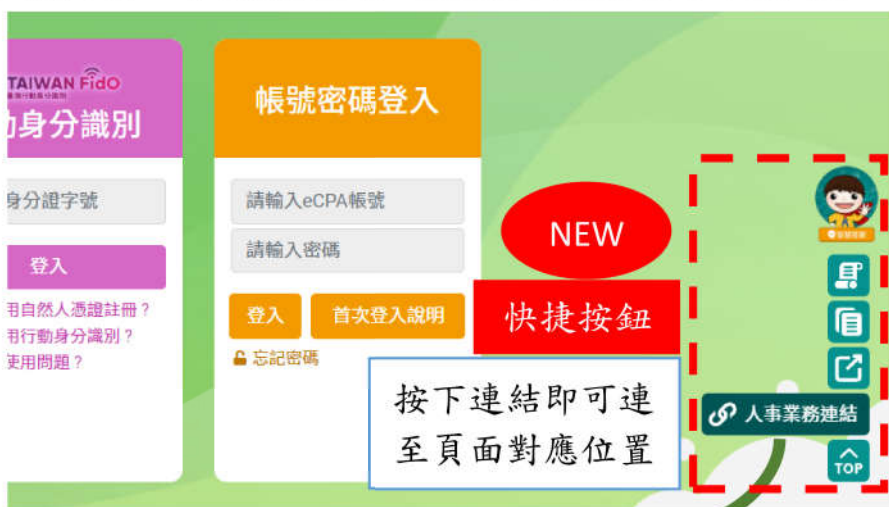 TAIWAN FidO
身分識別
身分證字號
登入
用自然人憑證註冊？
用行動身分識別？
使用問題？
帳號密碼登入
請輸入eCPA帳號
請輸入密碼
登入
首次登入說明
忘記密碼
NEW
快捷按鈕
按下連結即可連
至頁面對應位置
人事業務連結
TOP